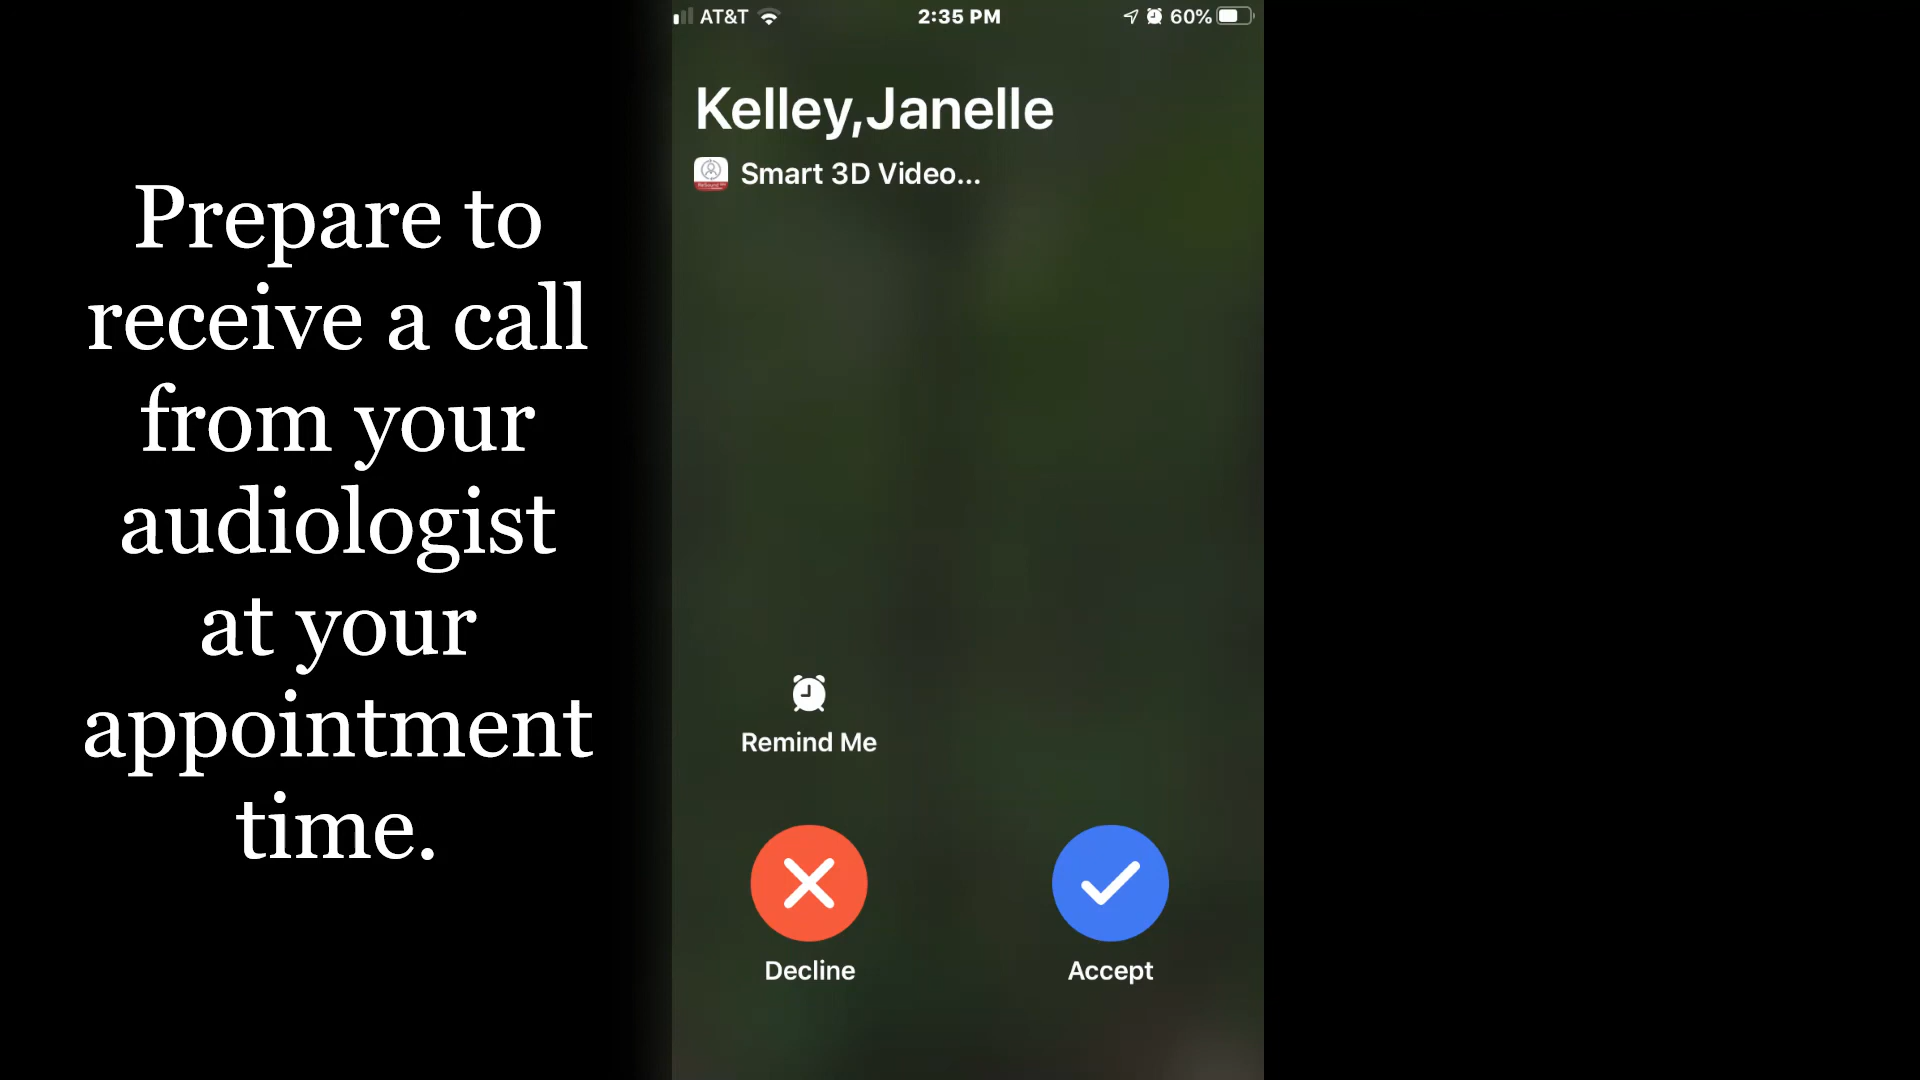 Prepare to
receive a call
from your
audiologist
at your
appointment
time.
AT&T
2:35 PM
60%
Kelley,Janelle
Smart 3D Video...
Remind Me
Decline
Accept